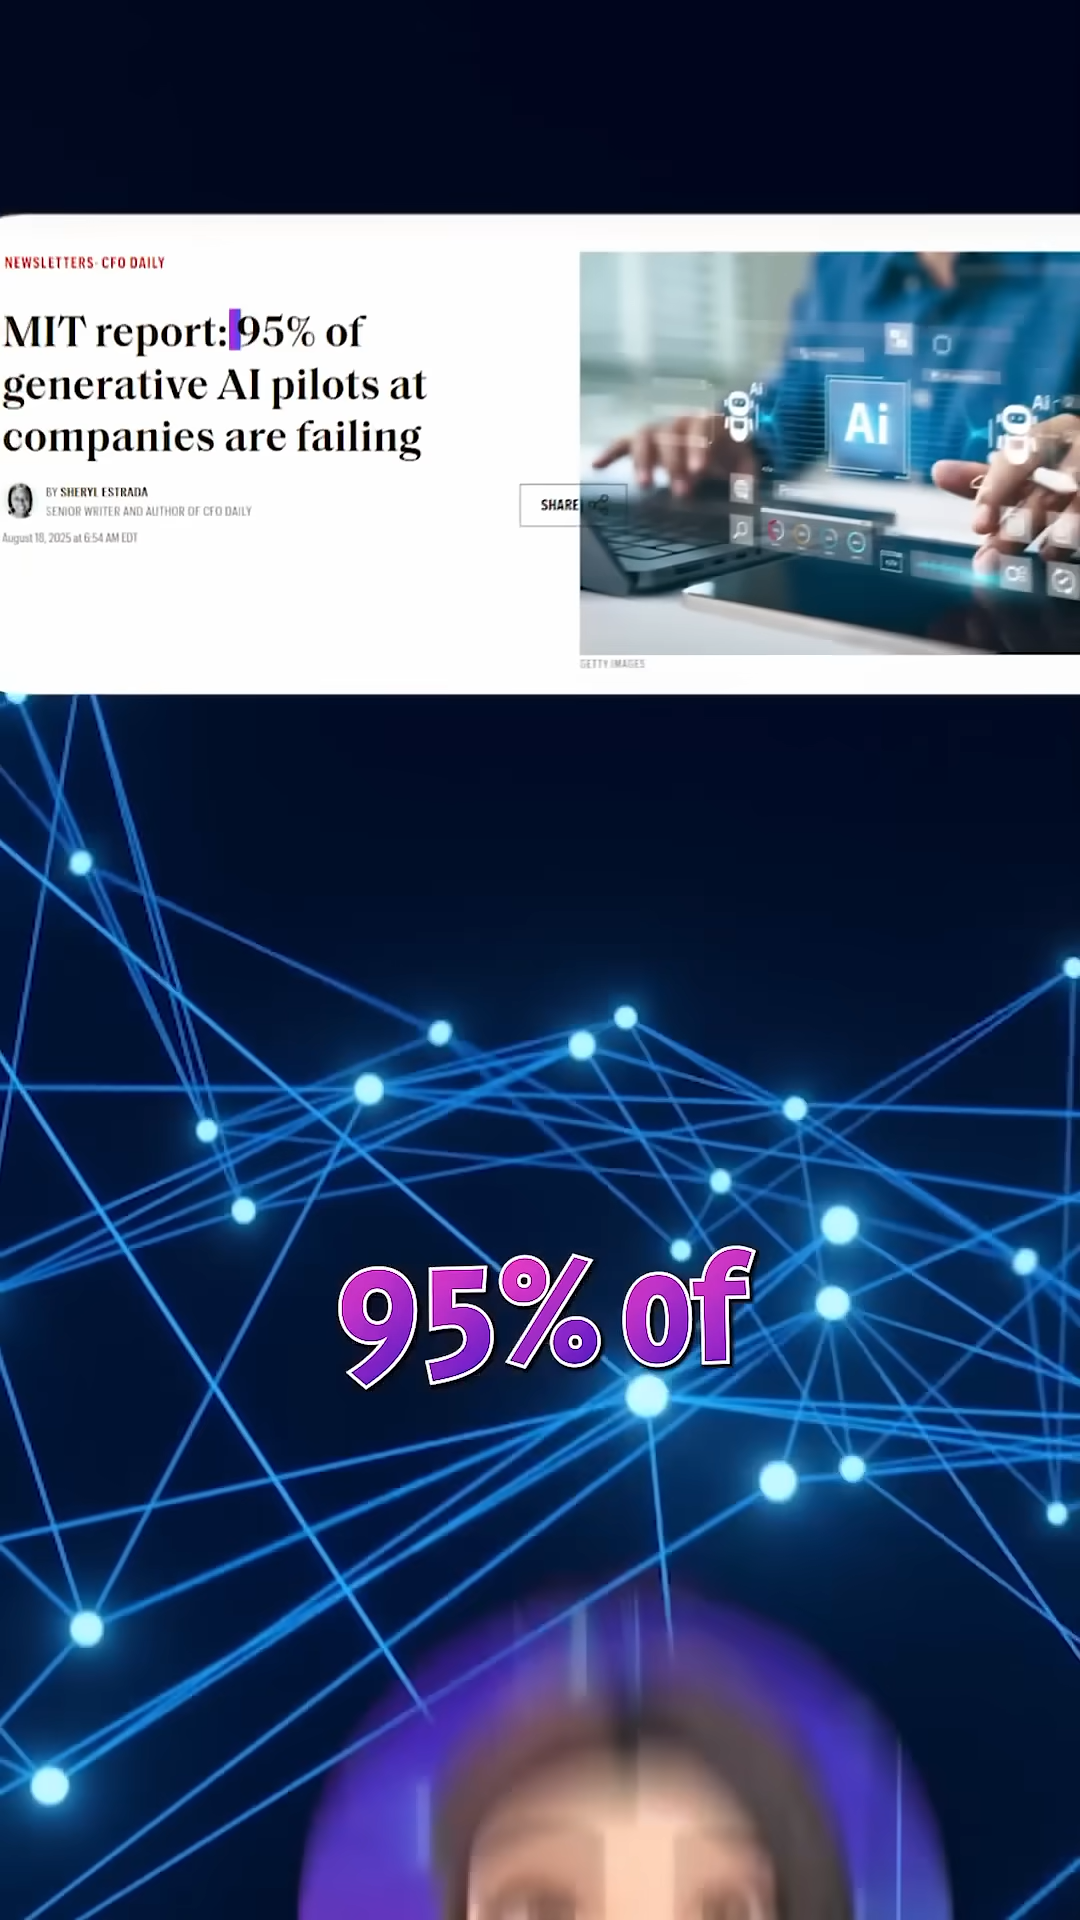 NEWSLETTERS· CFO DAILY
MIT report: 95% of
generative AI pilots at
companies are failing
BY SHERYL ESTRADA
SENIOR WRITER AND AUTHOR OF CFO DAILY
August 18, 2025 at 6:54 AM EDT
SHARE
Ai
Ai
Ai
GETTY IMAGES
95% of